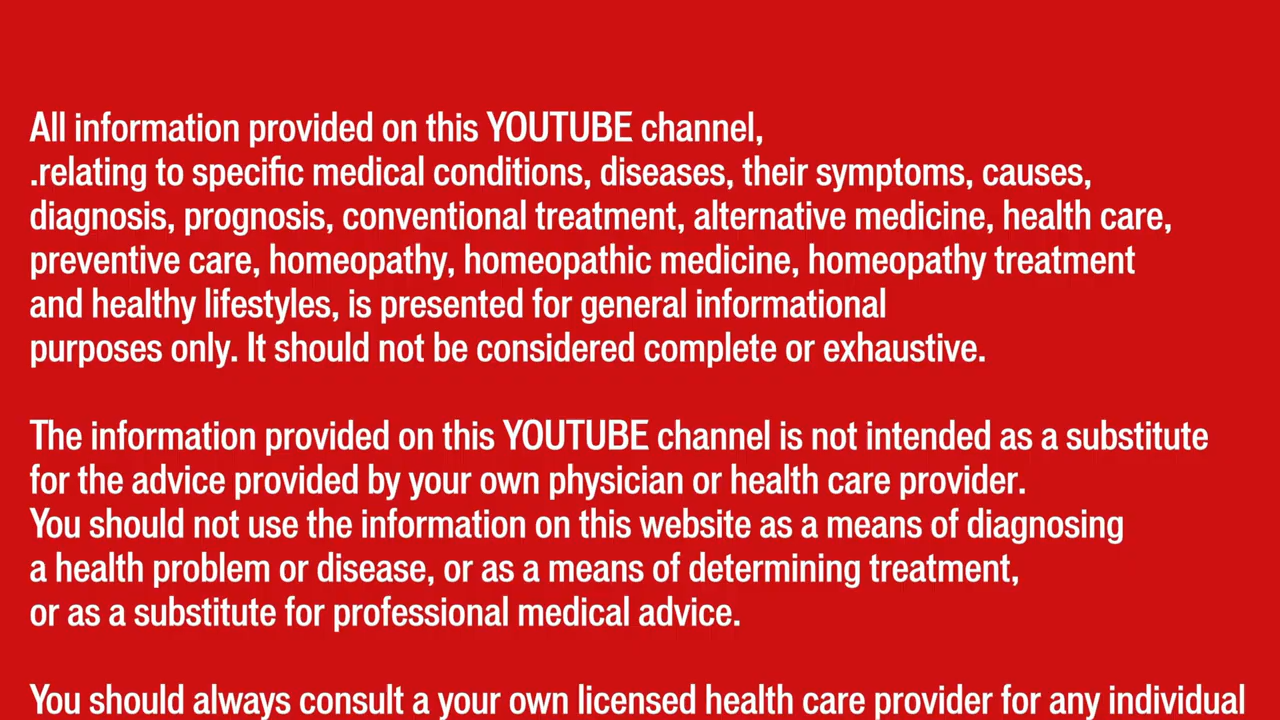 All information provided on this YOUTUBE channel,
.relating to specific medical conditions, diseases, their symptoms, causes,
diagnosis, prognosis, conventional treatment, alternative medicine, health care,
preventive care, homeopathy, homeopathic medicine, homeopathy treatment
and healthy lifestyles, is presented for general informational
purposes only. It should not be considered complete or exhaustive.
The information provided on this YOUTUBE channel is not intended as a substitute
for the advice provided by your own physician or health care provider.
You should not use the information on this website as a means of diagnosing
a health problem or disease, or as a means of determining treatment,
or as a substitute for professional medical advice.
You should always consult a your own licensed health care provider for any individual